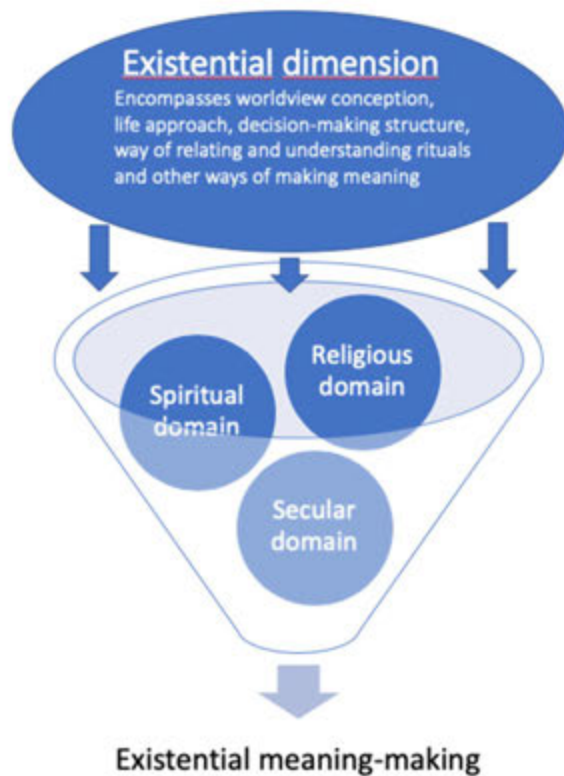 Existential dimension
Encompasses worldview conception,
life approach, decision-making structure,
way of relating and understanding rituals
and other ways of making meaning
Religious
domain
Spiritual
domain
Secular
domain
Existential meaning-making